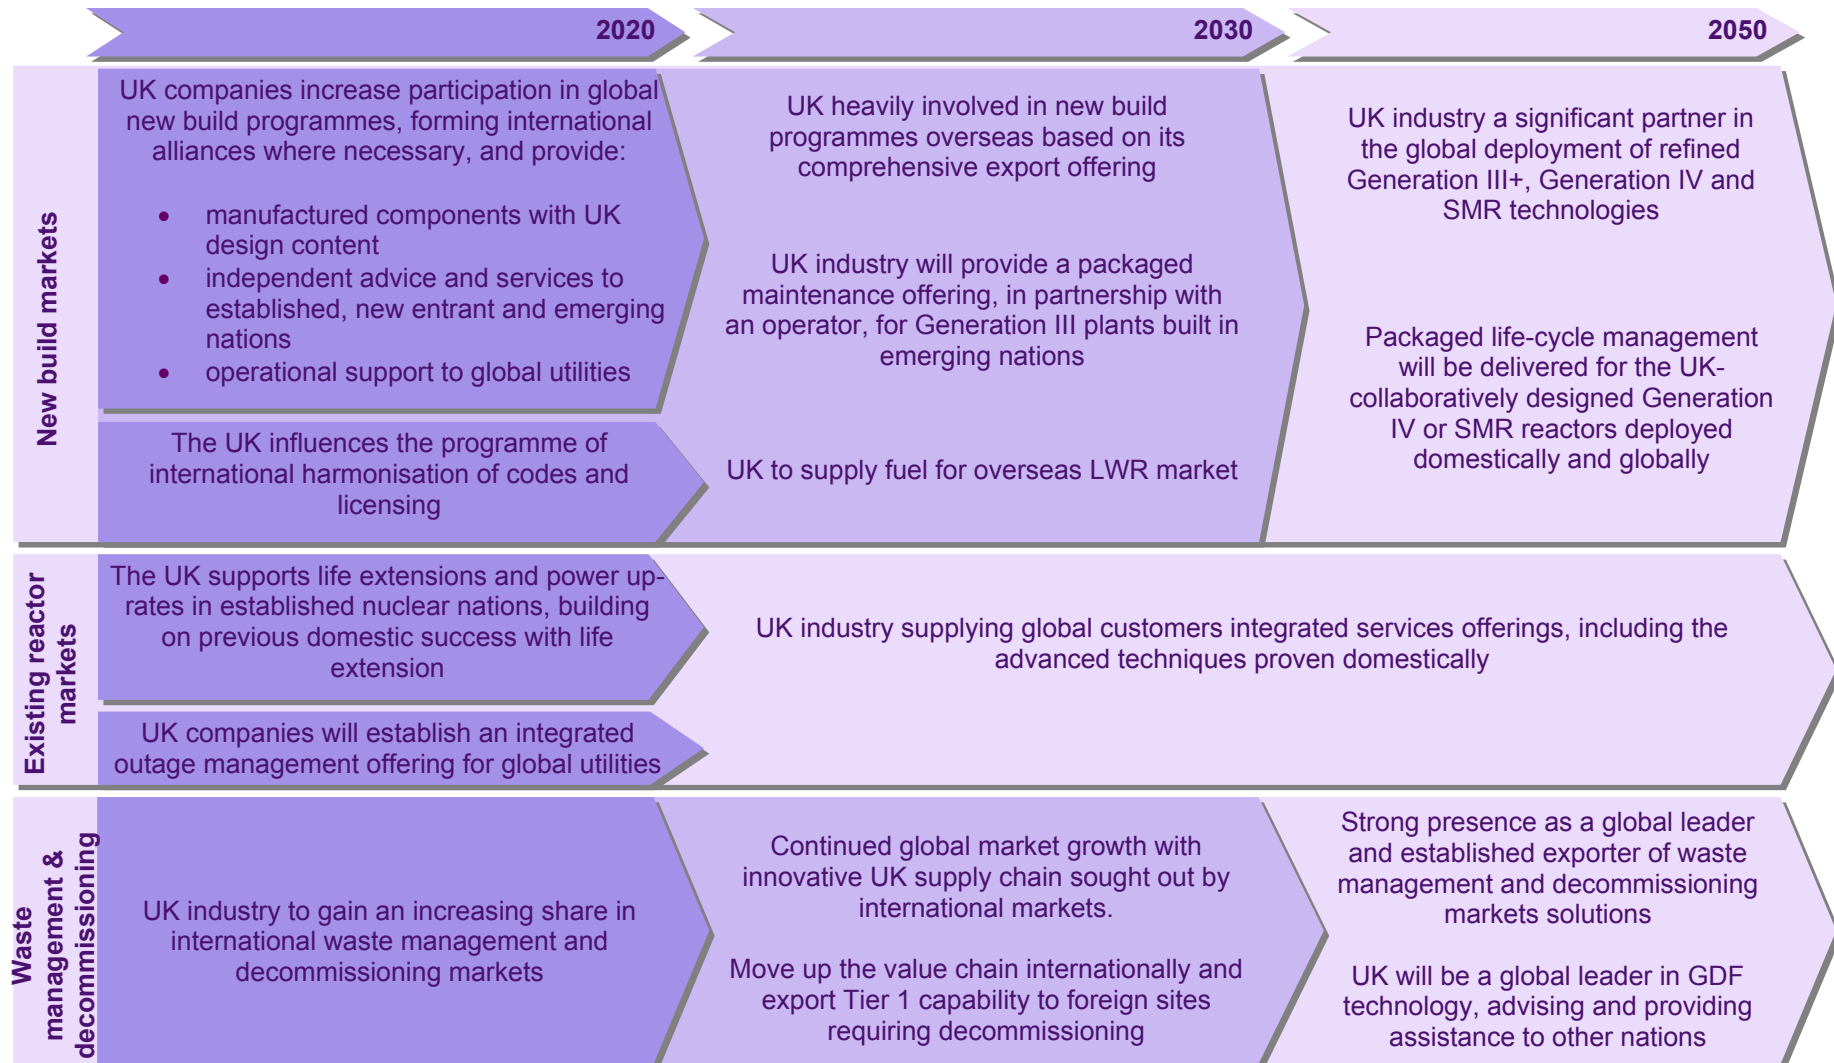 2020
2030
2050
New build markets
UK companies increase participation in global
new build programmes, forming international
alliances where necessary, and provide:
• manufactured components with UK
design content
• independent advice and services to
established, new entrant and emerging
nations
• operational support to global utilities
The UK influences the programme of
international harmonisation of codes and
licensing
UK heavily involved in new build
programmes overseas based on its
comprehensive export offering
UK industry will provide a packaged
maintenance offering, in partnership with
an operator, for Generation III plants built in
emerging nations
UK to supply fuel for overseas LWR market
UK industry a significant partner in
the global deployment of refined
Generation III+, Generation IV and
SMR technologies
Packaged life-cycle management
will be delivered for the UK-
collaboratively designed Generation
IV or SMR reactors deployed
domestically and globally
Existing reactor
markets
The UK supports life extensions and power up-
rates in established nuclear nations, building
on previous domestic success with life
extension
UK companies will establish an integrated
outage management offering for global utilities
UK industry supplying global customers integrated services offerings, including the
advanced techniques proven domestically
Waste
management &
decommissioning
UK industry to gain an increasing share in
international waste management and
decommissioning markets
Continued global market growth with
innovative UK supply chain sought out by
international markets.
Move up the value chain internationally and
export Tier 1 capability to foreign sites
requiring decommissioning
Strong presence as a global leader
and established exporter of waste
management and decommissioning
markets solutions
UK will be a global leader in GDF
technology, advising and providing
assistance to other nations